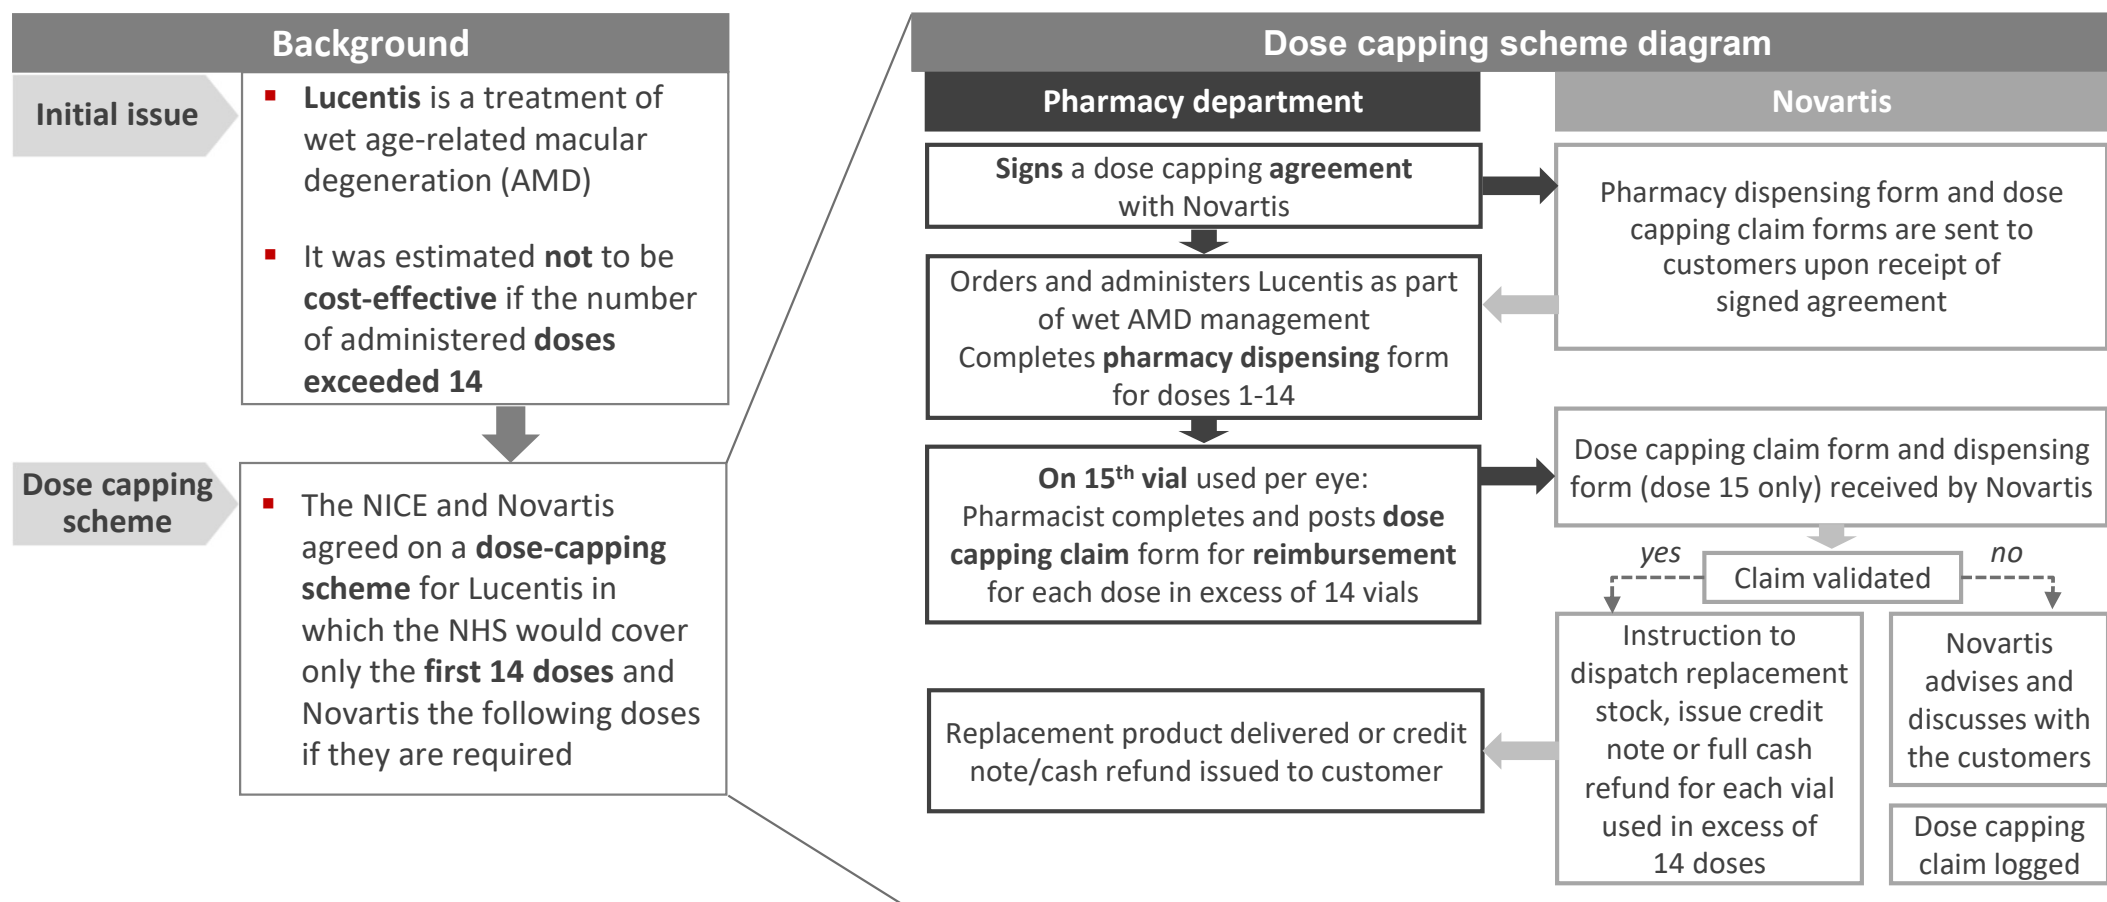 Background
Initial issue
▪ Lucentis is a treatment of
wet age-related macular
degeneration (AMD)
▪ It was estimated not to be
cost-effective if the number
of administered doses
exceeded 14
Dose capping
scheme
▪ The NICE and Novartis
agreed on a dose-capping
scheme for Lucentis in
which the NHS would cover
only the first 14 doses and
Novartis the following doses
if they are required
Dose capping scheme diagram
Pharmacy department
Novartis
Signs a dose capping agreement
with Novartis
Pharmacy dispensing form and dose
capping claim forms are sent to
customers upon receipt of
signed agreement
Orders and administers Lucentis as part
of wet AMD management
Completes pharmacy dispensing form
for doses 1-14
On 15th vial used per eye:
Pharmacist completes and posts dose
capping claim form for reimbursement
for each dose in excess of 14 vials
Dose capping claim form and dispensing
form (dose 15 only) received by Novartis
yes
Claim validated
no
Instruction to
dispatch replacement
stock, issue credit
note or full cash
refund for each vial
used in excess of
14 doses
Novartis
advises and
discusses with
the customers
Dose capping
claim logged
Replacement product delivered or credit
note/cash refund issued to customer